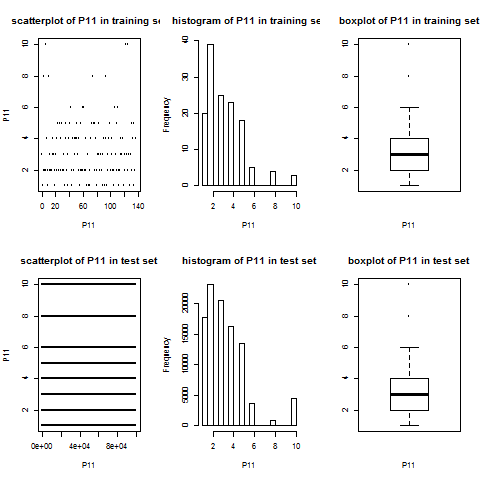 scatterplot of P11 in training se
histogram of P11 in training se
boxplot of P11 in training set
P11
2 4 6 8 10
0 20 60 100 140
P11
Frequency
0 10 20 30 40
2 4 6 8 10
P11
2 4 6 8 10
P11
scatterplot of P11 in test set
histogram of P11 in test set
boxplot of P11 in test set
P11
2 4 6 8 10
0e+00 4e+04 8e+04
P11
Frequency
0 5000 10000 20000
2 4 6 8 10
P11
2 4 6 8 10
P11